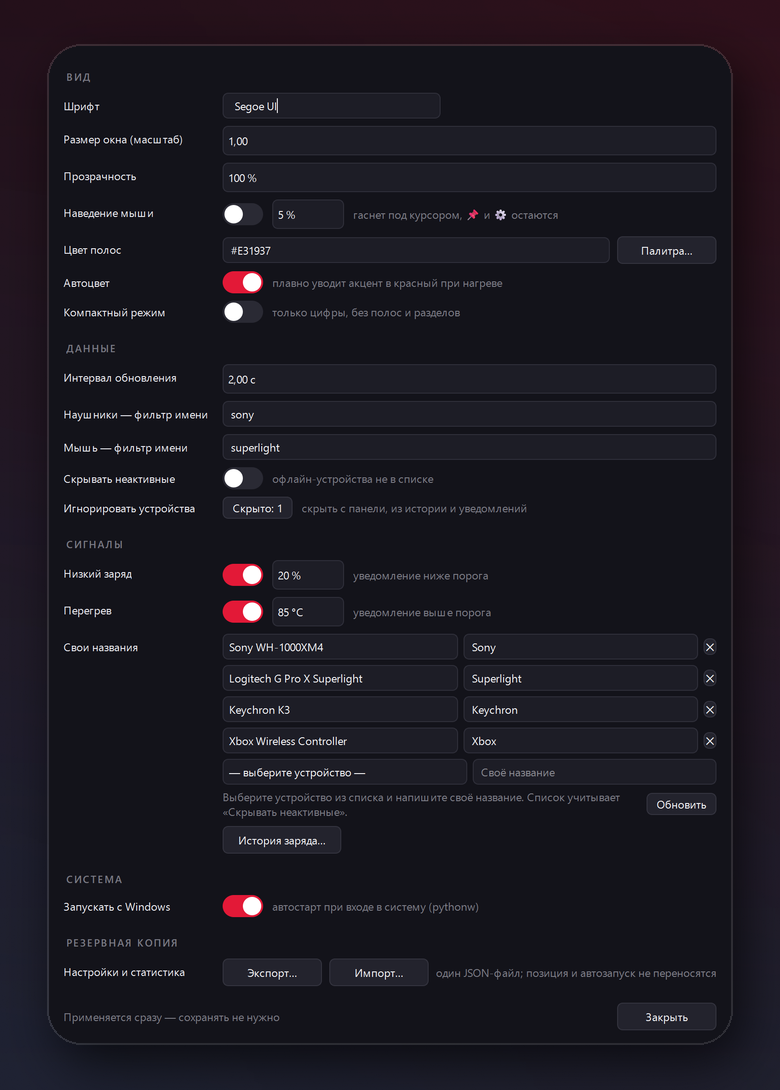 ВИД
Шрифт Segoe UI
Размер окна (масштаб) 1,00
Прозрачность 100 %
Наведение мыши 5 % гаснет под курсором, 📌 и ⚙ остаются
Цвет полос #E31937 Палитра...
Автоцвет плавно уводит акцент в красный при нагреве
Компактный режим только цифры, без полос и разделов
ДАННЫЕ
Интервал обновления 2,00 с
Наушники — фильтр имени sony
Мышь — фильтр имени superlight
Скрывать неактивные офлайн-устройства не в списке
Игнорировать устройства Скрыто: 1 скрыть с панели, из истории и уведомлений
СИГНАЛЫ
Низкий заряд 20 % уведомление ниже порога
Перегрев 85 °C уведомление выше порога
Свои названия Sony WH-1000XM4 Sony
Logitech G Pro X Superlight Superlight
Keychron K3 Keychron
Xbox Wireless Controller Xbox
— выберите устройство — Своё название
Выберите устройство из списка и напишите своё название. Список учитывает
«Скрывать неактивные». Обновить
История заряда...
СИСТЕМА
Запускать с Windows автостарт при входе в систему (pythonw)
РЕЗЕРВНАЯ КОПИЯ
Настройки и статистика Экспорт... Импорт... один JSON-файл; позиция и автозапуск не переносятся
Применяется сразу — сохранять не нужно Закрыть